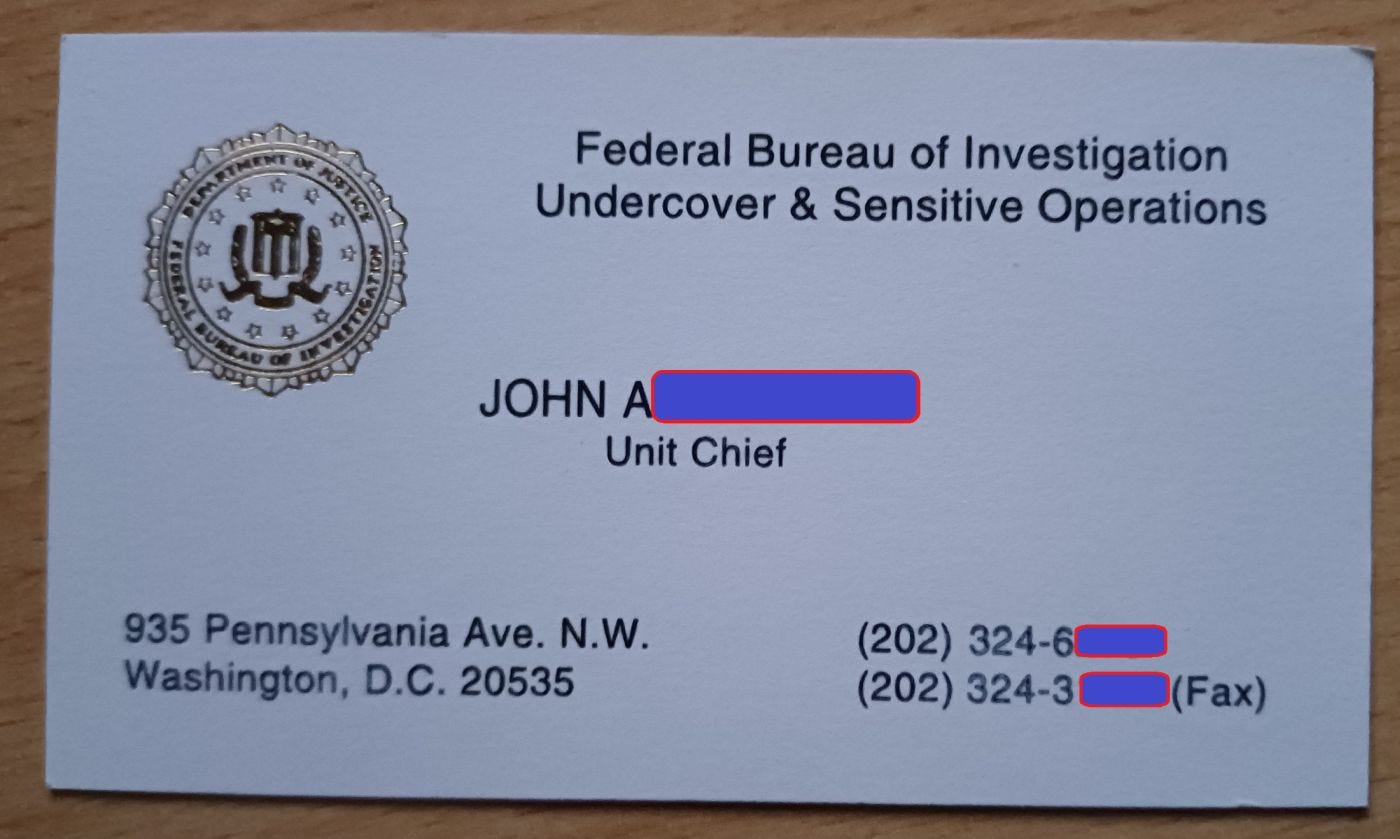 DEPARTMENT OF JUSTICE
FEDERAL BUREAU OF INVESTIGATION
Federal Bureau of Investigation
Undercover & Sensitive Operations
JOHN A
Unit Chief
935 Pennsylvania Ave. N.W.
Washington, D.C. 20535
(202) 324-6
(202) 324-3 (Fax)